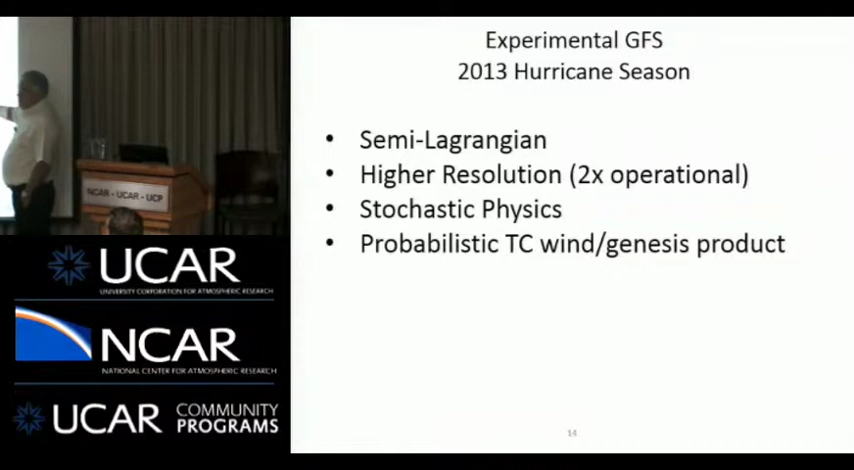 Experimental GFS
2013 Hurricane Season
• Semi-Lagrangian
• Higher Resolution (2x operational)
• Stochastic Physics
• Probabilistic TC wind/genesis product
14
NCAR - UCAR - UCP
UCAR
UNIVERSITY CORPORATION FOR ATMOSPHERIC RESEARCH
NCAR
NATIONAL CENTER FOR ATMOSPHERIC RESEARCH
UCAR COMMUNITY
PROGRAMS